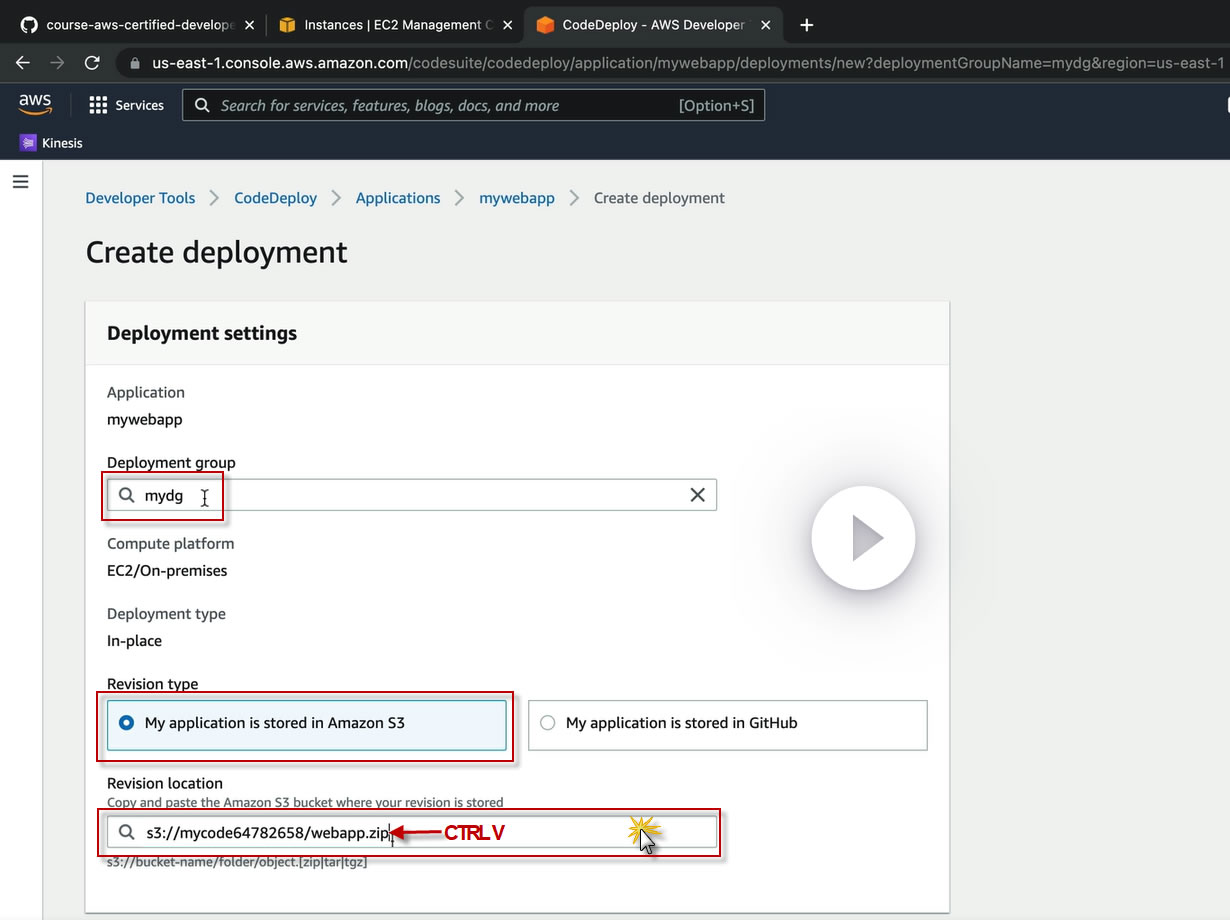 course-aws-certified-develope
Instances | EC2 Management C
CodeDeploy - AWS Developer
us-east-1.console.aws.amazon.com/codesuite/codedeploy/application/mywebapp/deployments/new?deploymentGroupName=mydg&region=us-east-1
aws
Services
Search for services, features, blogs, docs, and more
[Option+S]
Kinesis
Developer Tools
CodeDeploy
Applications
mywebapp
Create deployment
Create deployment
Deployment settings
Application
mywebapp
Deployment group
mydg
Compute platform
EC2/On-premises
Deployment type
In-place
Revision type
My application is stored in Amazon S3
My application is stored in GitHub
Revision location
Copy and paste the Amazon S3 bucket where your revision is stored
s3://mycode64782658/webapp.zip
CTRL V
s3://bucket-name/folder/object.[zip|tar|tgz]